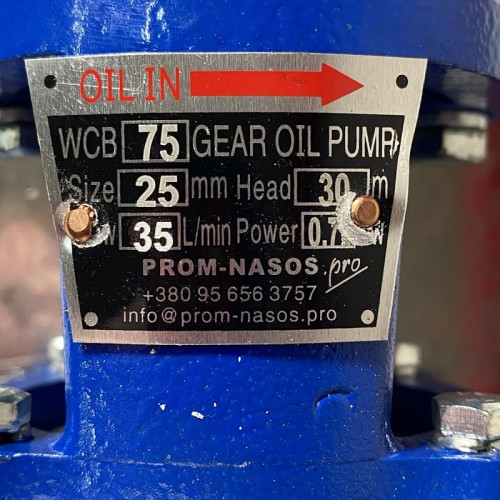 OIL IN
WCB 75 GEAR OIL PUMP
Size 25 mm Head 30 m
35 L/min Power
PROM-NASOS.pro
+380 95 656 3757
info@prom-nasos.pro